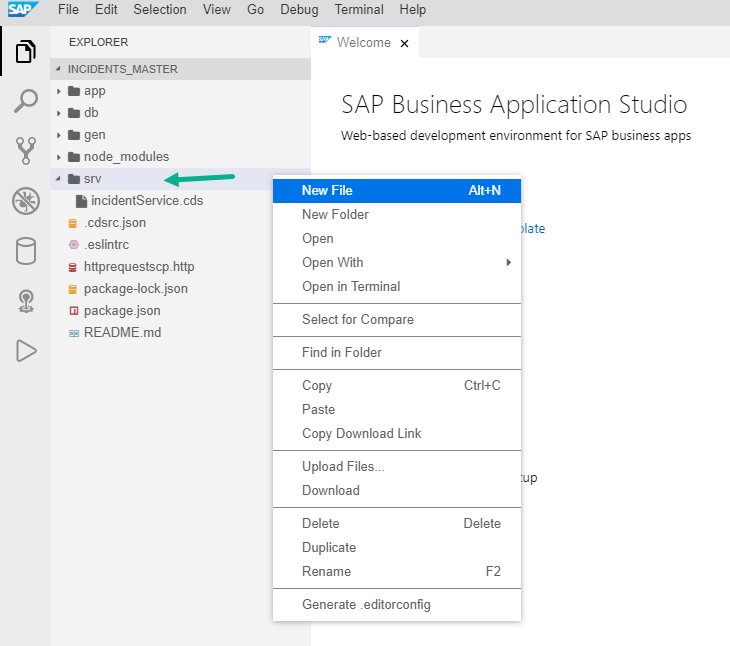 SAP File Edit Selection View Go Debug Terminal Help
EXPLORER
Welcome
INCIDENTS_MASTER
app
db
gen
node_modules
srv
incidentService.cds
.cdsrc.json
.eslintrc
httprequestscp.http
package-lock.json
package.json
README.md
SAP Business Application Studio
Web-based development environment for SAP business apps
New File Alt+N
New Folder
Open
Open With
Open in Terminal
Select for Compare
Find in Folder
Copy Ctrl+C
Paste
Copy Download Link
Upload Files...
Download
Delete Delete
Duplicate
Rename F2
Generate .editorconfig
plate
tup